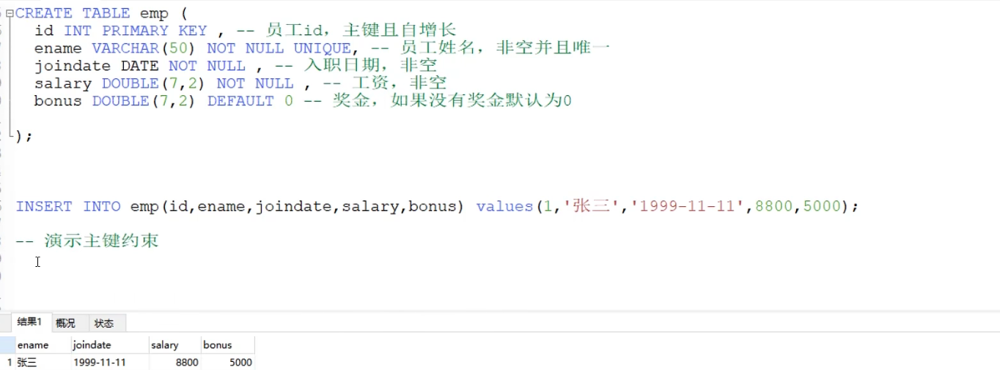 CREATE TABLE emp (
id INT PRIMARY KEY , -- 员工id，主键且自增长
ename VARCHAR(50) NOT NULL UNIQUE, -- 员工姓名，非空并且唯一
joindate DATE NOT NULL , -- 入职日期，非空
salary DOUBLE(7,2) NOT NULL , -- 工资，非空
bonus DOUBLE(7,2) DEFAULT 0 -- 奖金，如果没有奖金默认为0
);
INSERT INTO emp(id,ename,joindate,salary,bonus) values(1,'张三','1999-11-11',8800,5000);
-- 演示主键约束
结果1 概况 状态
ename joindate salary bonus
1 张三 1999-11-11 8800 5000